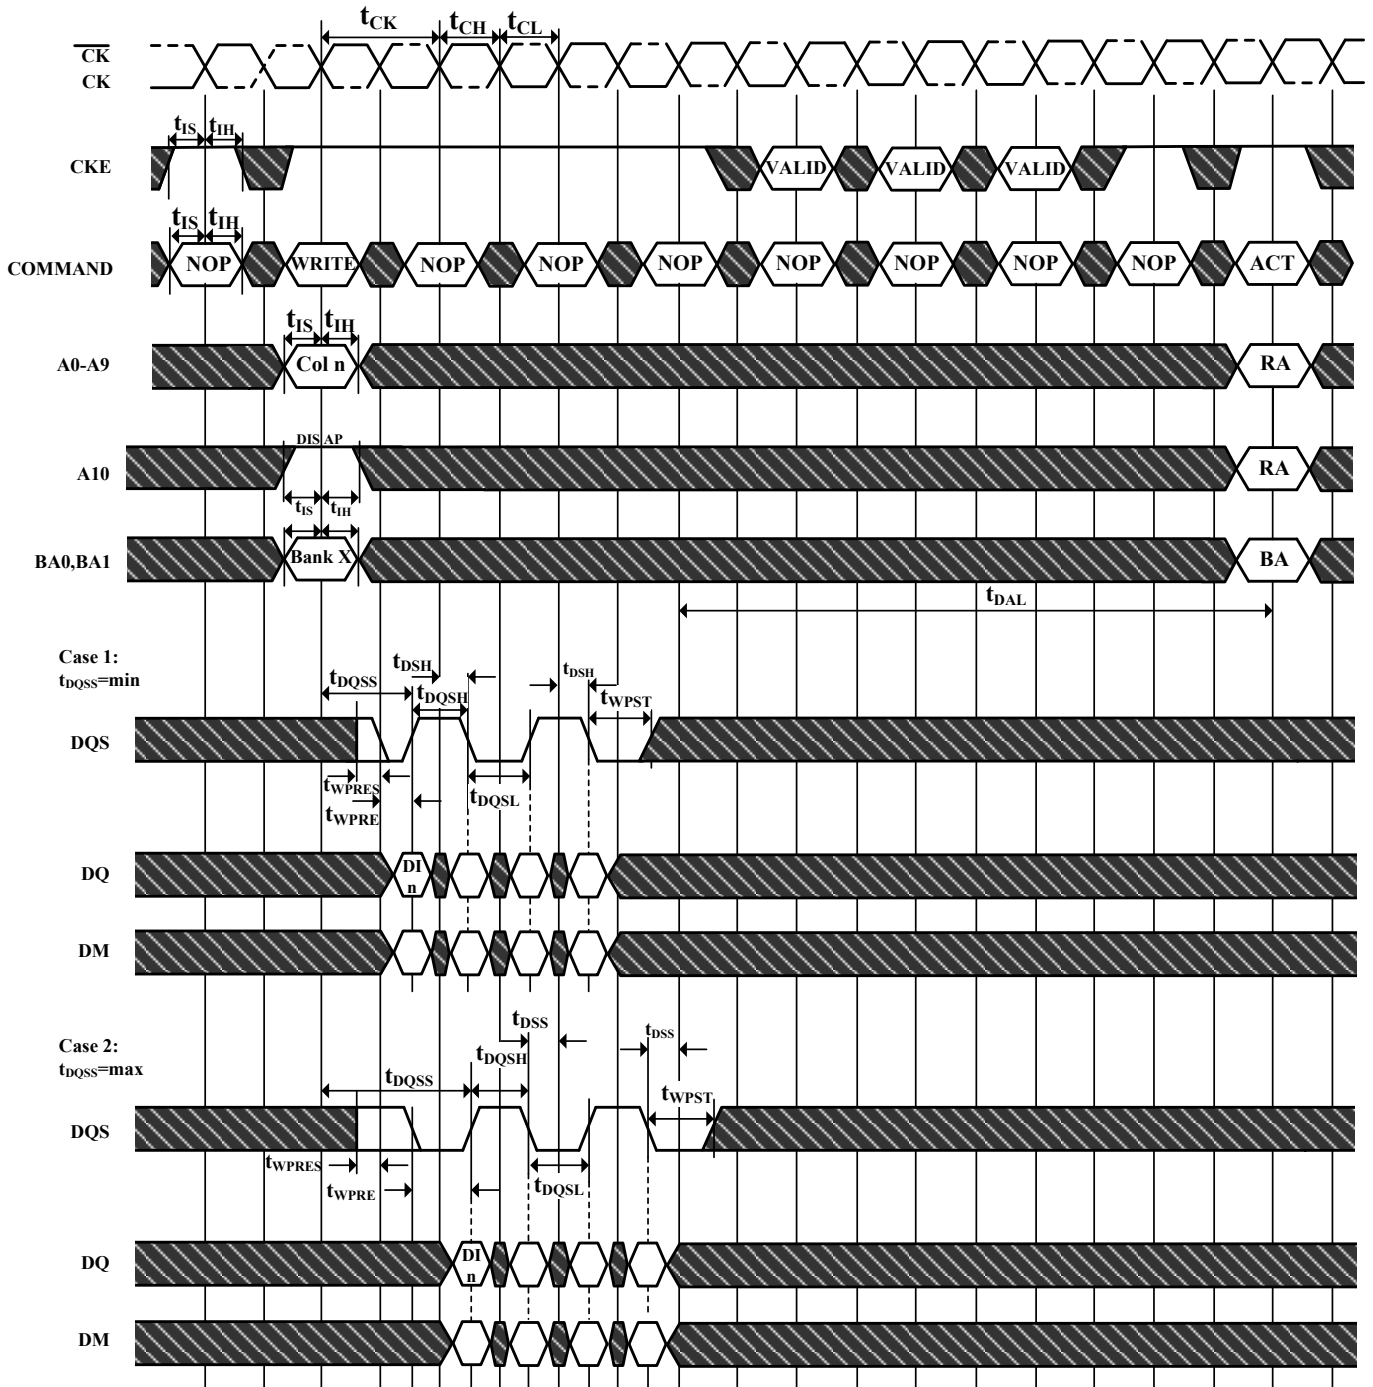 tCK tCH tCL
CK
CK
tIS tIH
CKE VALID VALID VALID
tIS tIH
COMMAND NOP WRITE NOP NOP NOP NOP NOP NOP NOP ACT
tIS tIH
A0-A9 Col n RA
DIS AP
A10 RA
tIS tIH
BA0,BA1 Bank X BA
tDAL
Case 1:
tDQSS=min
tDSH tDSH
tDQSS tDQSH tWPST
DQS
tWPRES tDQSL
tWPRE
DQ DI
n
DM
tDSS tDSS
Case 2:
tDQSS=max
tDQSH
tDQSS tWPST
DQS
tWPRES
tWPRE tDQSL
DQ DI
n
DM